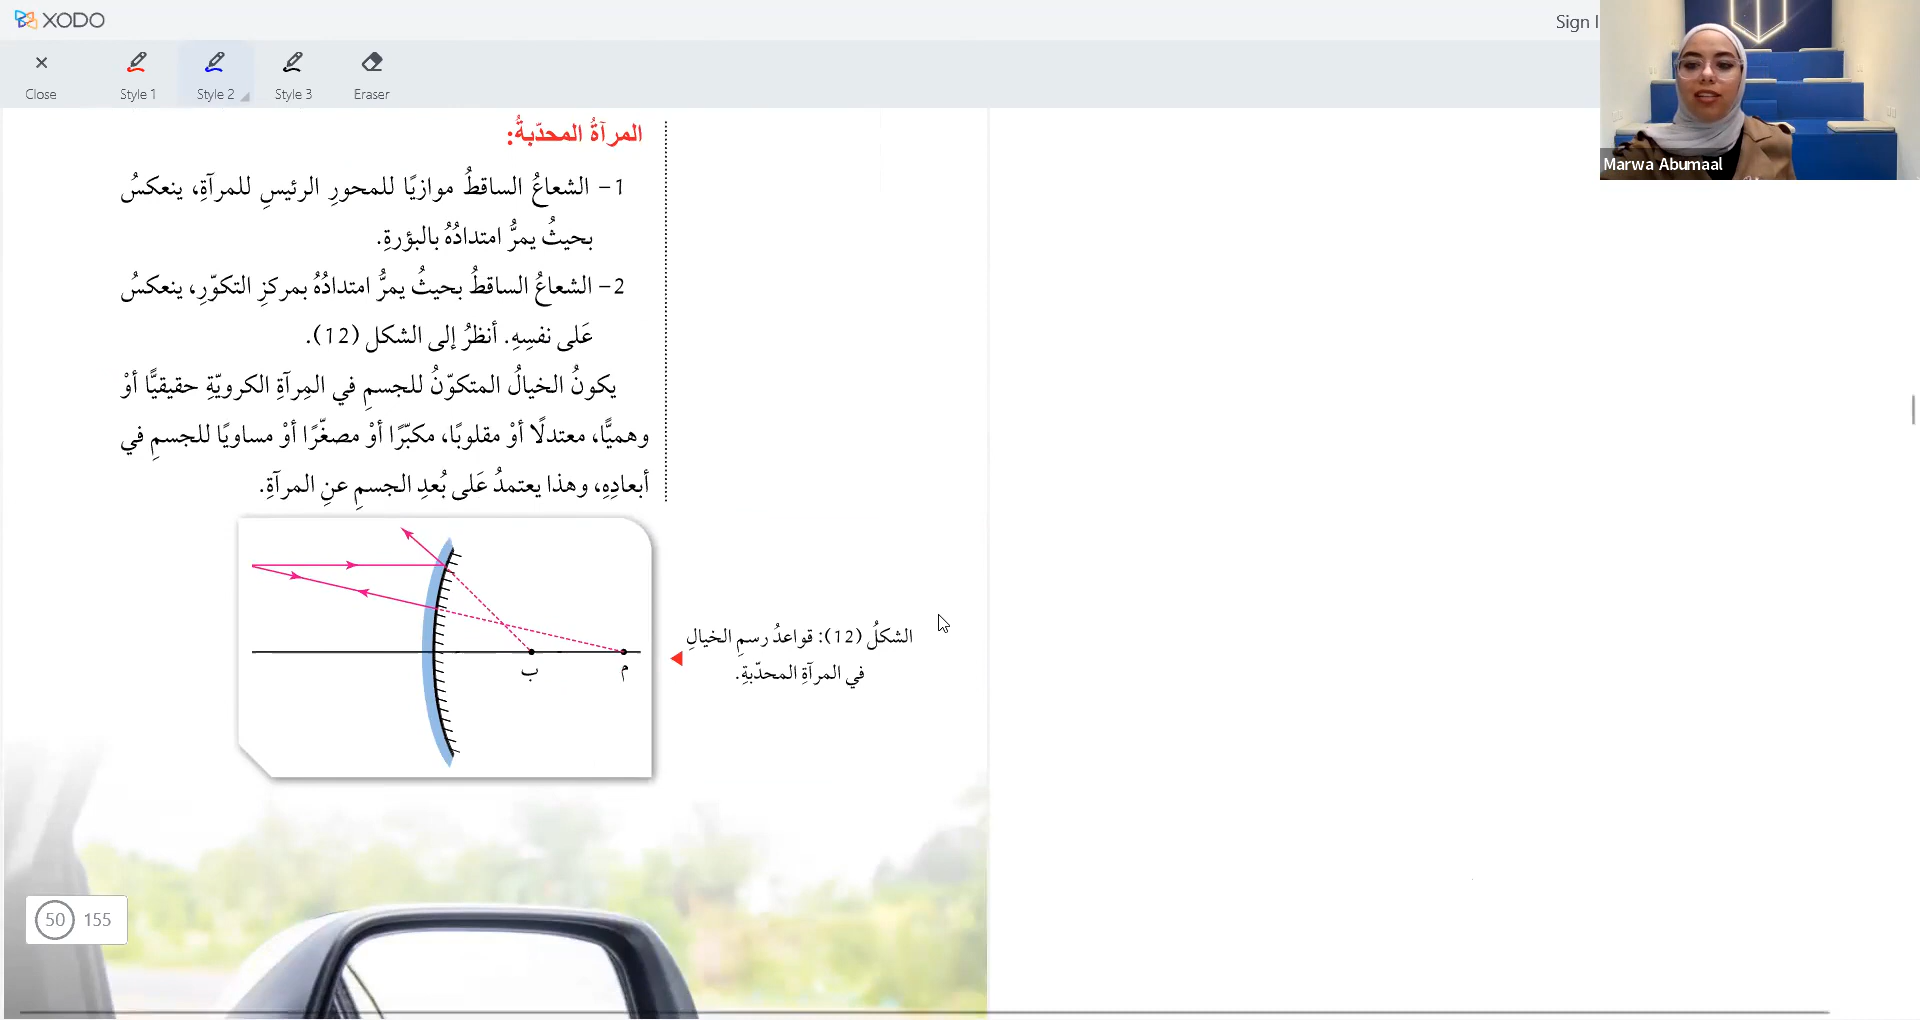 XODO
Sign I
Close
Style 1
Style 2
Style 3
Eraser
Marwa Abumaal
المرآةُ المحدّبةُ:
1- الشعاعُ الساقطُ موازيًا للمحورِ الرئيسِ للمرآةِ، ينعكسُ
بحيثُ يمرُّ امتدادُهُ بالبؤرةِ.
2- الشعاعُ الساقطُ بحيثُ يمرُّ امتدادُهُ بمركزِ التكوّرِ، ينعكسُ
عَلى نفسِهِ. أنظرُ إلى الشكل (12).
يكونُ الخيالُ المتكوّنُ للجسمِ في المِرآةِ الكرويّةِ حقيقيًّا أوْ
وهميًّا، معتدلًا أوْ مقلوبًا، مكبّرًا أوْ مصغّرًا أوْ مساويًا للجسمِ في
أبعادِهِ، وهذا يعتمدُ عَلى بُعدِ الجسمِ عنِ المرآةِ.
ب
م
الشكلُ (12): قواعدُ رسمِ الخيالِ
في المرآةِ المحدّبةِ.
50 155